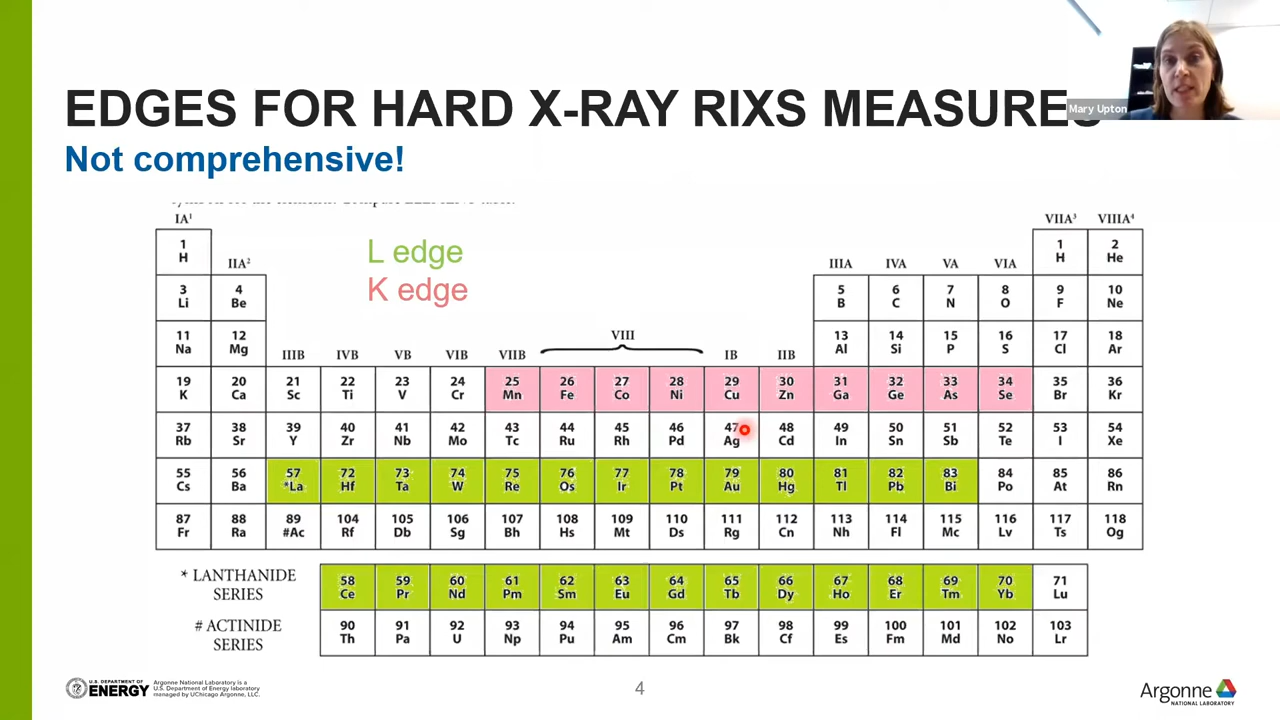 EDGES FOR HARD X-RAY RIXS MEASURES
Mary Upton
Not comprehensive!
IA¹ VIIA³ VIIIA⁴
1 1 2
H H He
L edge
K edge
IIA² IIIA IVA VA VIA
3 4 5 6 7 8 9 10
Li Be B C N O F Ne
11 12 13 14 15 16 17 18
Na Mg Al Si P S Cl Ar
VIII
IIIB IVB VB VIB VIIB IB IIB
19 20 21 22 23 24 25 26 27 28 29 30 31 32 33 34 35 36
K Ca Sc Ti V Cr Mn Fe Co Ni Cu Zn Ga Ge As Se Br Kr
37 38 39 40 41 42 43 44 45 46 47 48 49 50 51 52 53 54
Rb Sr Y Zr Nb Mo Tc Ru Rh Pd Ag Cd In Sn Sb Te I Xe
55 56 57 72 73 74 75 76 77 78 79 80 81 82 83 84 85 86
Cs Ba *La Hf Ta W Re Os Ir Pt Au Hg Tl Pb Bi Po At Rn
87 88 89 104 105 106 107 108 109 110 111 112 113 114 115 116 117 118
Fr Ra #Ac Rf Db Sg Bh Hs Mt Ds Rg Cn Nh Fl Mc Lv Ts Og
* LANTHANIDE
SERIES
58 59 60 61 62 63 64 65 66 67 68 69 70 71
Ce Pr Nd Pm Sm Eu Gd Tb Dy Ho Er Tm Yb Lu
# ACTINIDE
SERIES
90 91 92 93 94 95 96 97 98 99 100 101 102 103
Th Pa U Np Pu Am Cm Bk Cf Es Fm Md No Lr
U.S. DEPARTMENT OF
ENERGY
Argonne National Laboratory is a
U.S. Department of Energy laboratory
managed by UChicago Argonne, LLC.
4
Argonne
NATIONAL LABORATORY